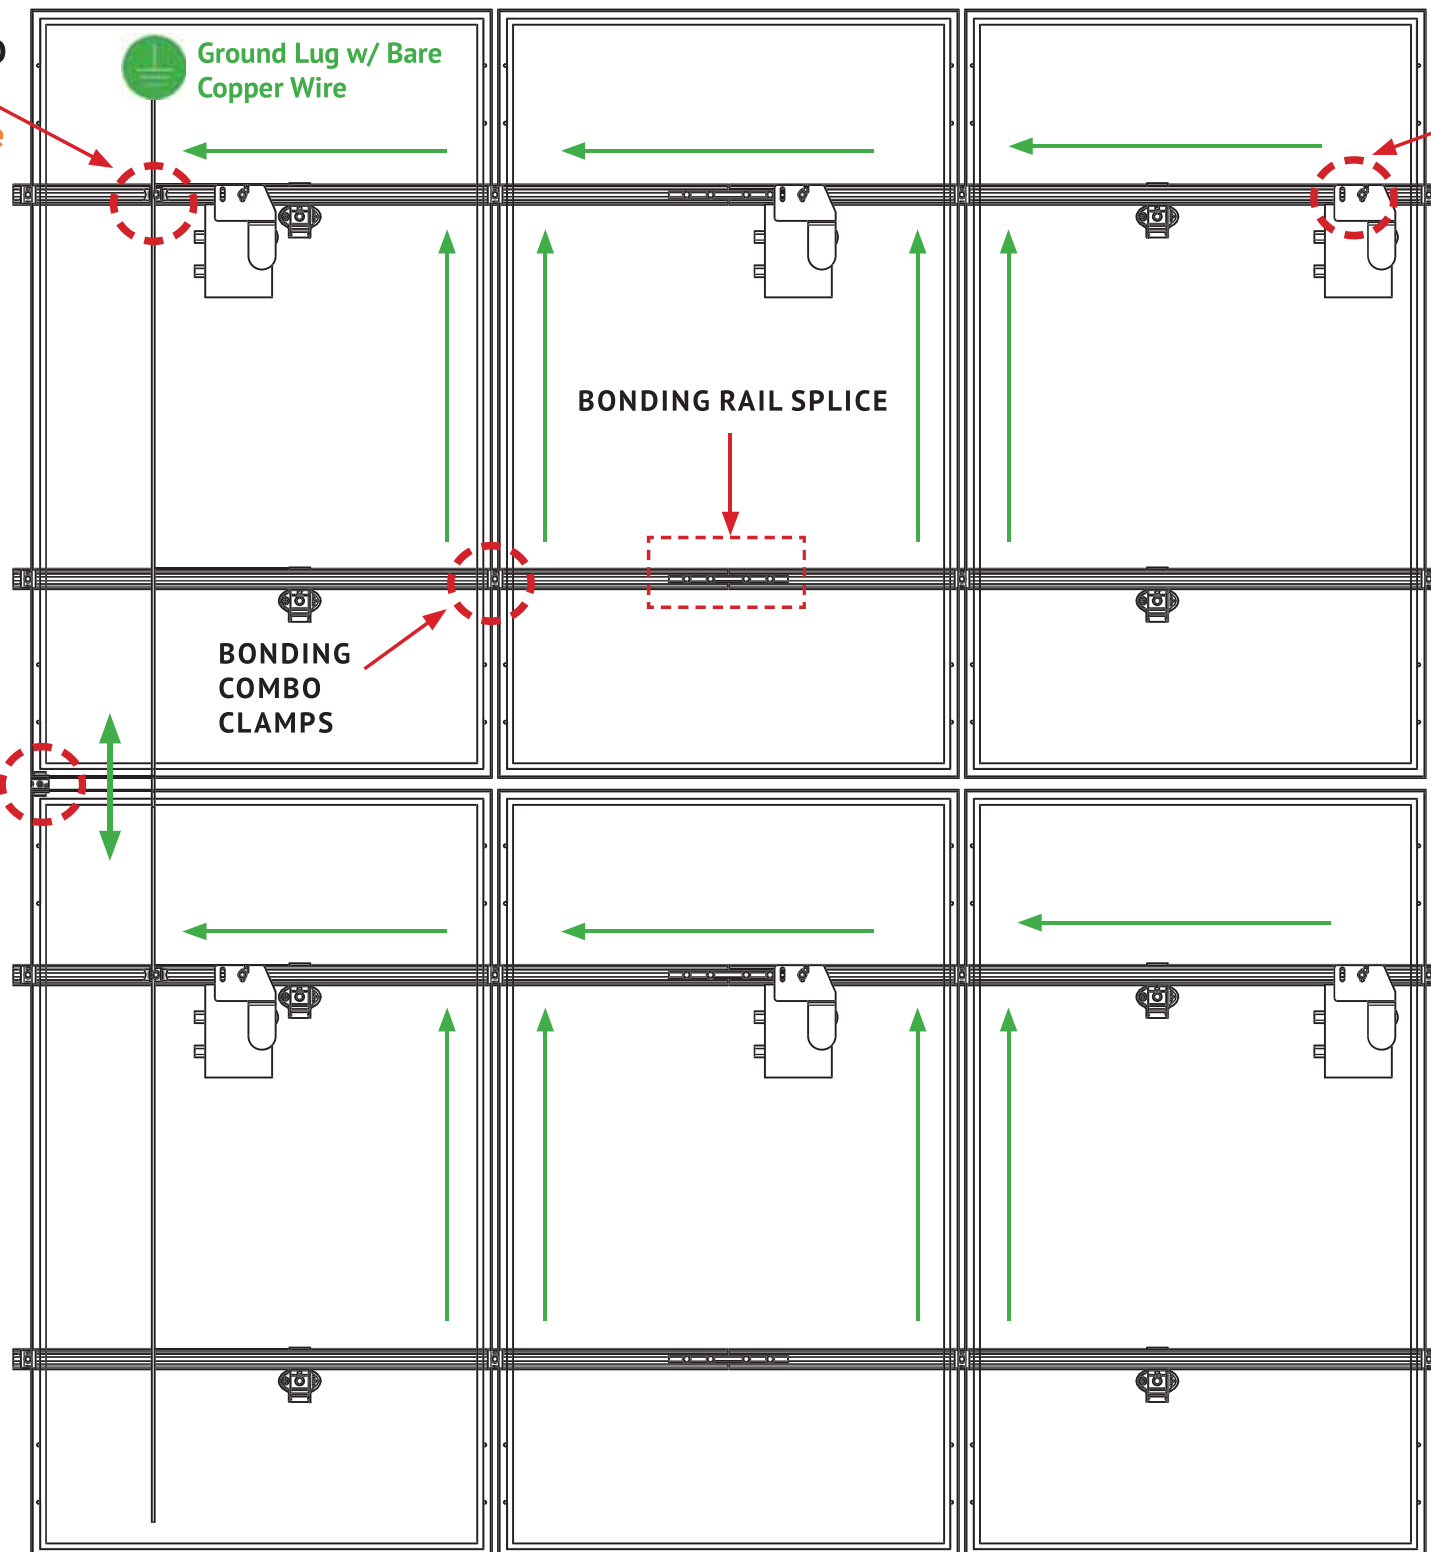 Ground Lug w/ Bare
Copper Wire
BONDING RAIL SPLICE
BONDING
COMBO
CLAMPS